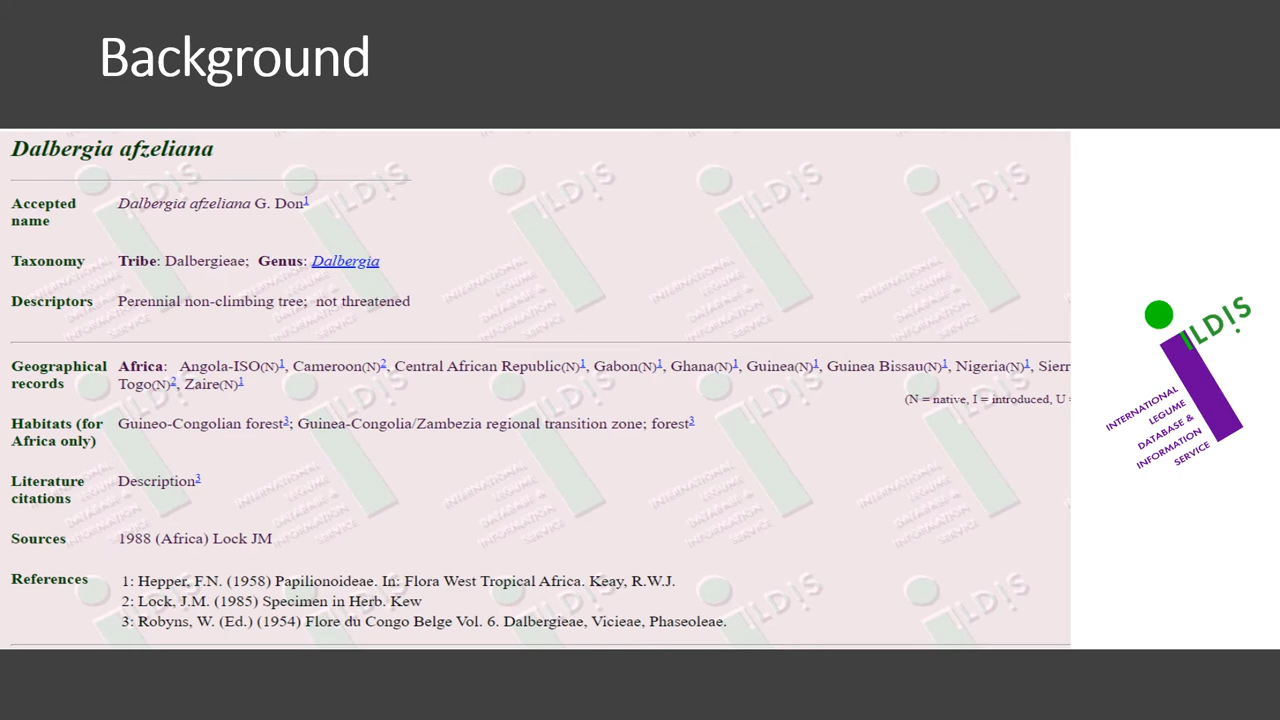 Background
Dalbergia afzeliana
Accepted name
Dalbergia afzeliana G. Don1
Taxonomy
Tribe: Dalbergieae; Genus: Dalbergia
Descriptors
Perennial non-climbing tree; not threatened
Geographical records
Africa: Angola-ISO(N)1, Cameroon(N)2, Central African Republic(N)1, Gabon(N)1, Ghana(N)1, Guinea(N)1, Guinea Bissau(N)1, Nigeria(N)1, Sierr
Togo(N)2, Zaire(N)1
(N = native, I = introduced, U =
Habitats (for Africa only)
Guineo-Congolian forest3; Guinea-Congolia/Zambezia regional transition zone; forest3
Literature citations
Description3
Sources
1988 (Africa) Lock JM
References
1: Hepper, F.N. (1958) Papilionoideae. In: Flora West Tropical Africa. Keay, R.W.J.
2: Lock, J.M. (1985) Specimen in Herb. Kew
3: Robyns, W. (Ed.) (1954) Flore du Congo Belge Vol. 6. Dalbergieae, Vicieae, Phaseoleae.
ILDIS
INTERNATIONAL
LEGUME
DATABASE &
INFORMATION
SERVICE